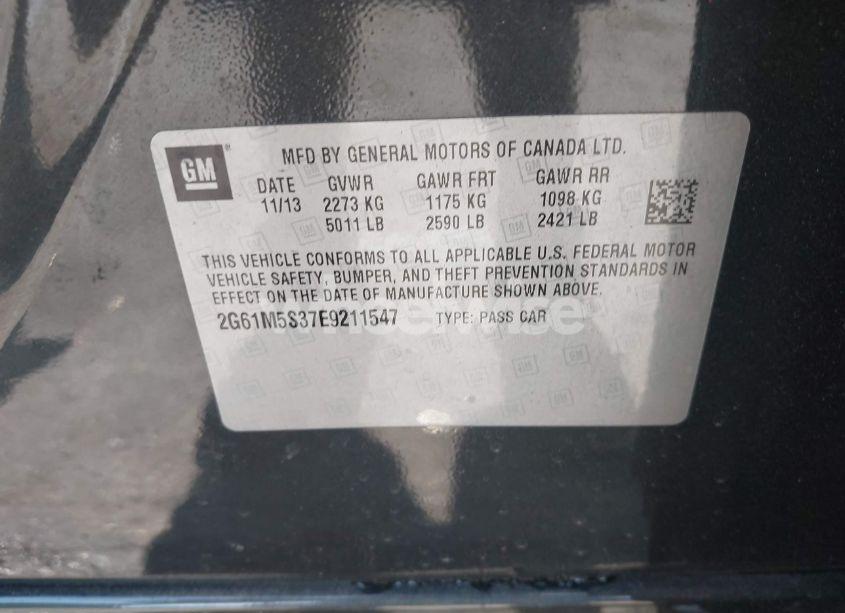 GM
MFD BY GENERAL MOTORS OF CANADA LTD.
DATE GVWR GAWR FRT GAWR RR
11/13 2273 KG 1175 KG 1098 KG
5011 LB 2590 LB 2421 LB
THIS VEHICLE CONFORMS TO ALL APPLICABLE U.S. FEDERAL MOTOR
VEHICLE SAFETY, BUMPER, AND THEFT PREVENTION STANDARDS IN
EFFECT ON THE DATE OF MANUFACTURE SHOWN ABOVE.
2G61M5S37E9211547 TYPE: PASS CAR